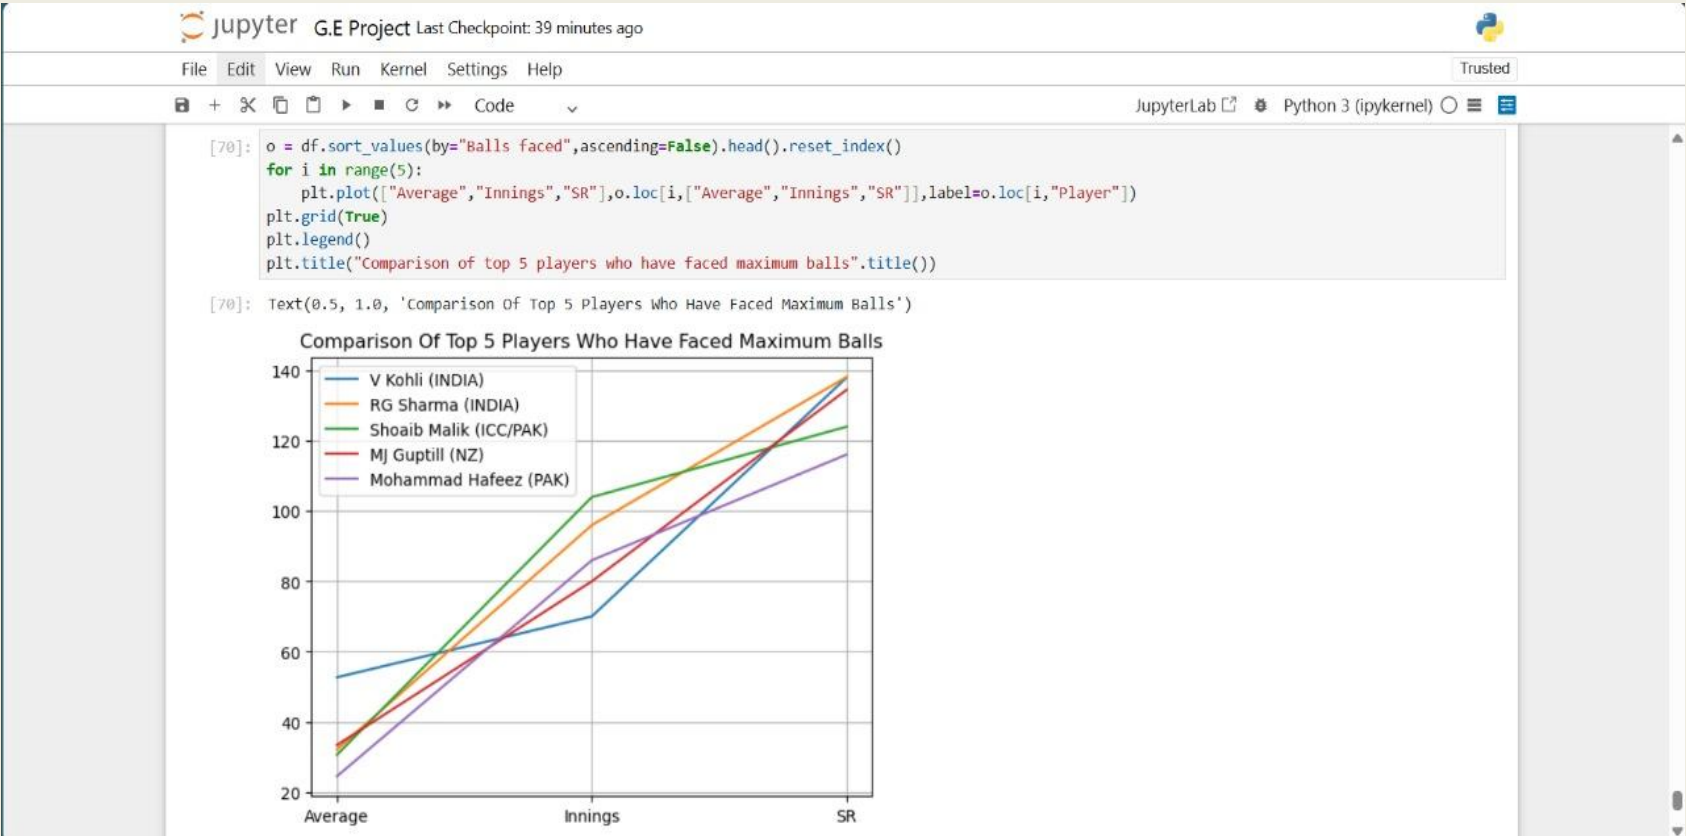 jupyter G.E Project Last Checkpoint: 39 minutes ago
File Edit View Run Kernel Settings Help Trusted
Code JupyterLab Python 3 (ipykernel)
[70]: o = df.sort_values(by="Balls faced",ascending=False).head().reset_index()
for i in range(5):
    plt.plot(["Average","Innings","SR"],o.loc[i,["Average","Innings","SR"]],label=o.loc[i,"Player"])
plt.grid(True)
plt.legend()
plt.title("Comparison of top 5 players who have faced maximum balls".title())
[70]: Text(0.5, 1.0, 'Comparison Of Top 5 Players Who Have Faced Maximum Balls')
Comparison Of Top 5 Players Who Have Faced Maximum Balls
140
V Kohli (INDIA)
RG Sharma (INDIA)
Shoaib Malik (ICC/PAK)
120
MJ Guptill (NZ)
Mohammad Hafeez (PAK)
100
80
60
40
20
Average Innings SR